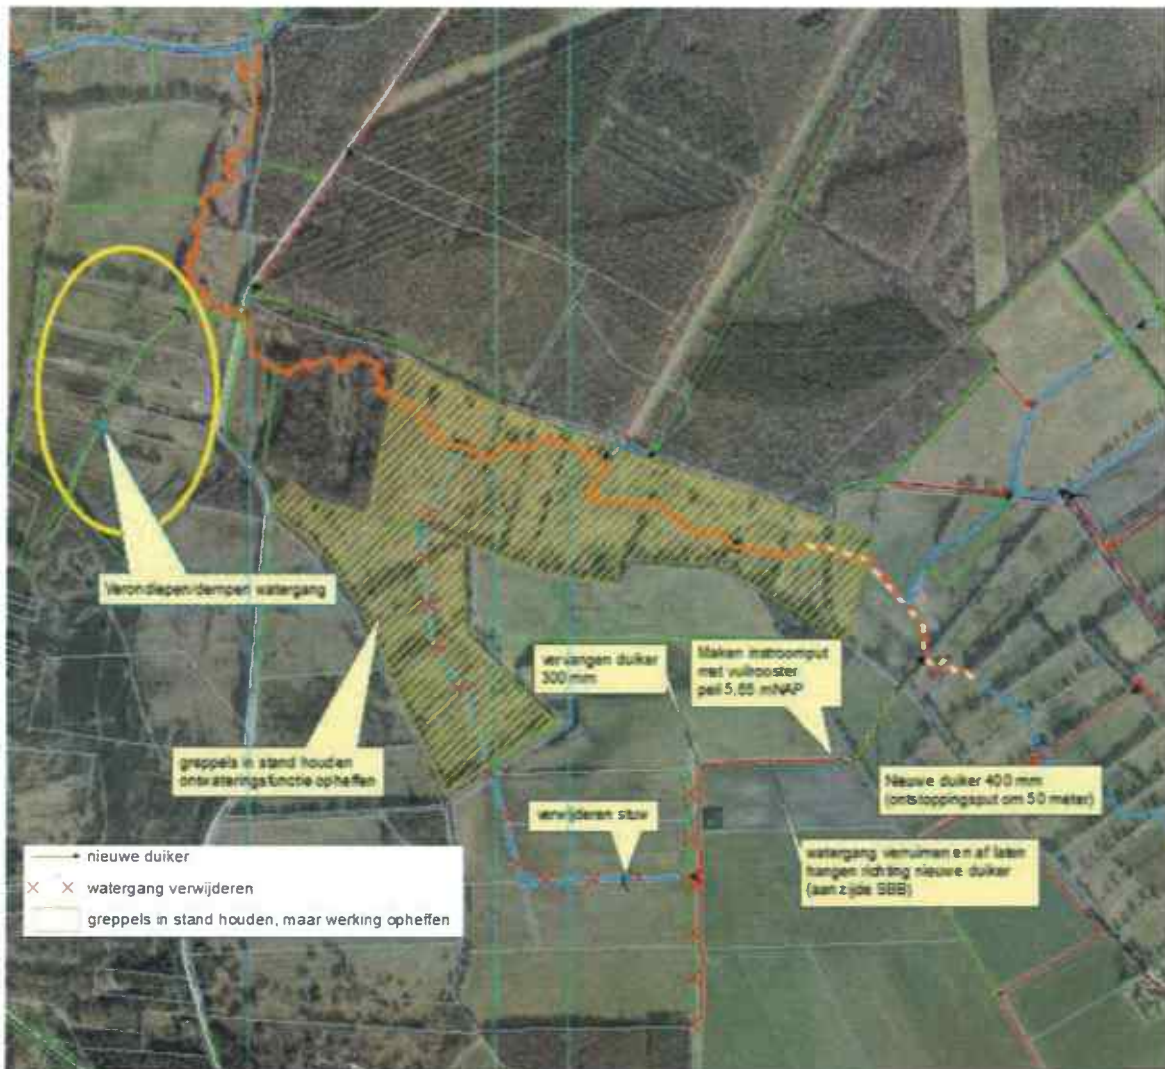 Verondiepen/dempen watergang
vervangen duiker
300 mm
Maken instroomput
met vuilrooster
peil 5,65 mNAP
greppels in stand houden
ontwateringsfunctie opheffen
Nieuwe duiker 400 mm
(ontstoppingsput om 50 meter)
verwijderen stuw
watergang verruimen en af laten
hangen richting nieuwe duiker
(aan zijde SBB)
nieuwe duiker
watergang verwijderen
greppels in stand houden, maar werking opheffen